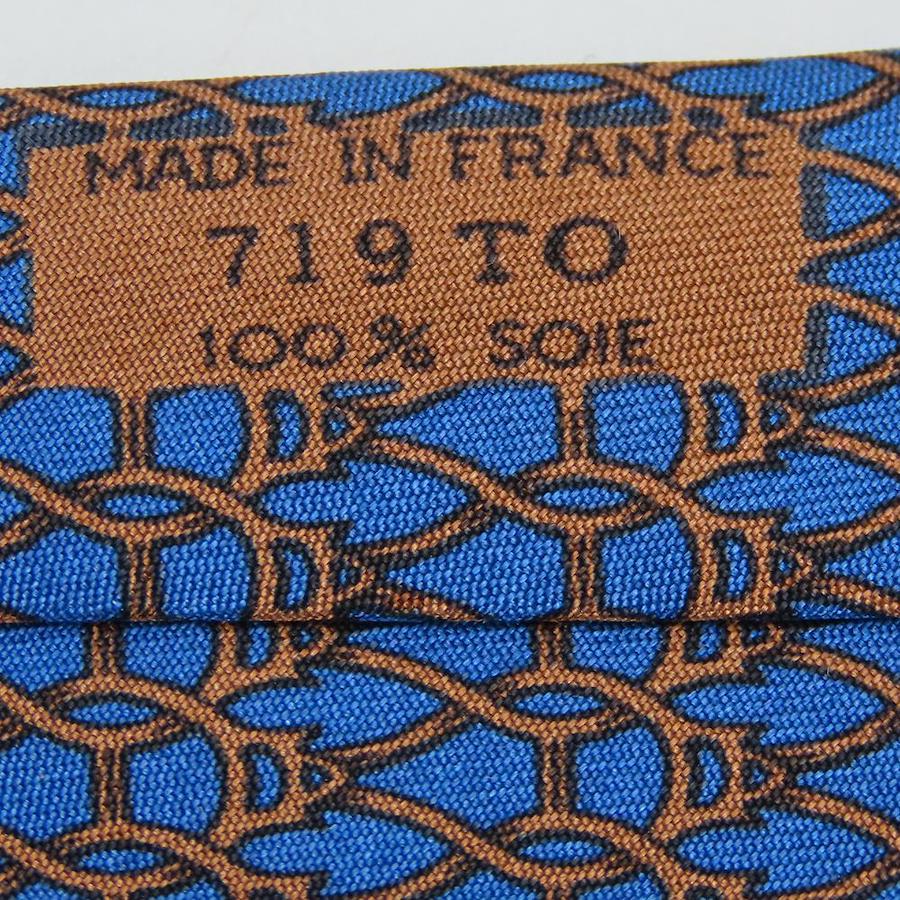 MADE IN FRANCE
719 TO
100% SOIE